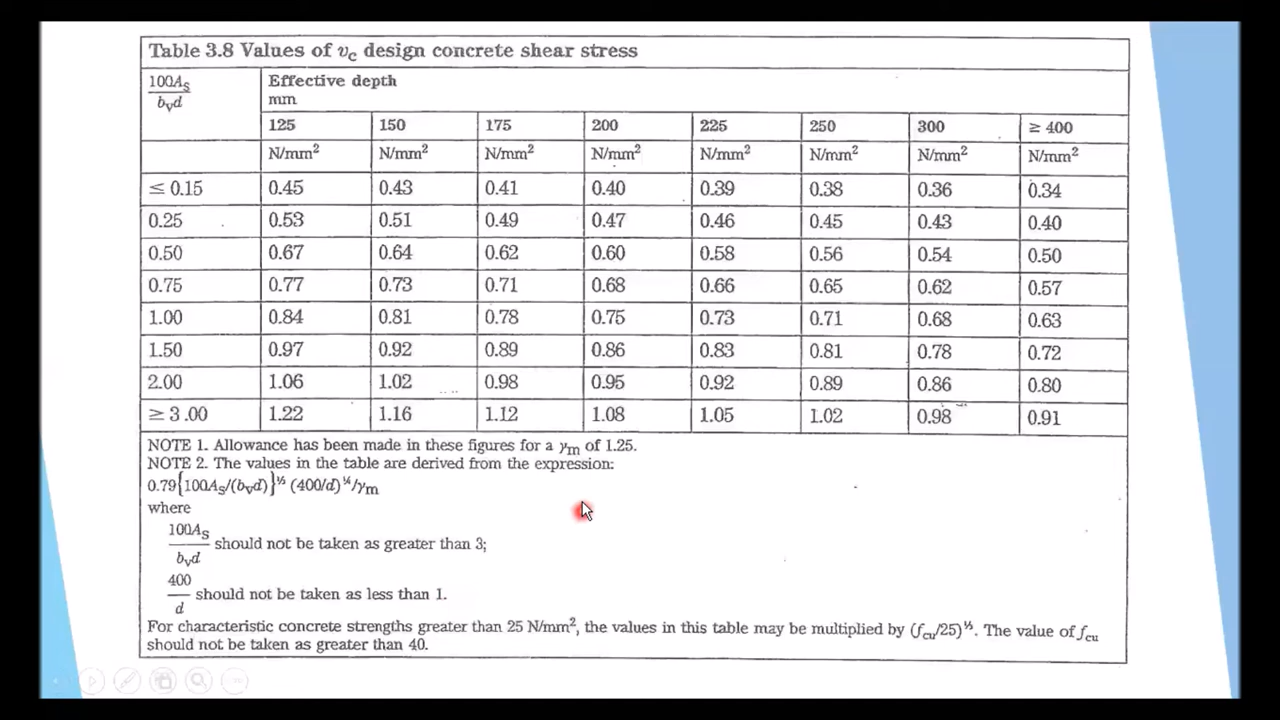 Table 3.8 Values of vc design concrete shear stress
100As
bvd
Effective depth
mm
125 150 175 200 225 250 300 ≥ 400
N/mm² N/mm² N/mm² N/mm² N/mm² N/mm² N/mm² N/mm²
≤ 0.15 0.45 0.43 0.41 0.40 0.39 0.38 0.36 0.34
0.25 0.53 0.51 0.49 0.47 0.46 0.45 0.43 0.40
0.50 0.67 0.64 0.62 0.60 0.58 0.56 0.54 0.50
0.75 0.77 0.73 0.71 0.68 0.66 0.65 0.62 0.57
1.00 0.84 0.81 0.78 0.75 0.73 0.71 0.68 0.63
1.50 0.97 0.92 0.89 0.86 0.83 0.81 0.78 0.72
2.00 1.06 1.02 0.98 0.95 0.92 0.89 0.86 0.80
≥ 3.00 1.22 1.16 1.12 1.08 1.05 1.02 0.98 0.91
NOTE 1. Allowance has been made in these figures for a γm of 1.25.
NOTE 2. The values in the table are derived from the expression:
0.79{100As/(bvd)}⅓ (400/d)¼/γm
where
100As
bvd
should not be taken as greater than 3;
400
d
should not be taken as less than 1.
For characteristic concrete strengths greater than 25 N/mm², the values in this table may be multiplied by (fcu/25)⅓. The value of fcu
should not be taken as greater than 40.